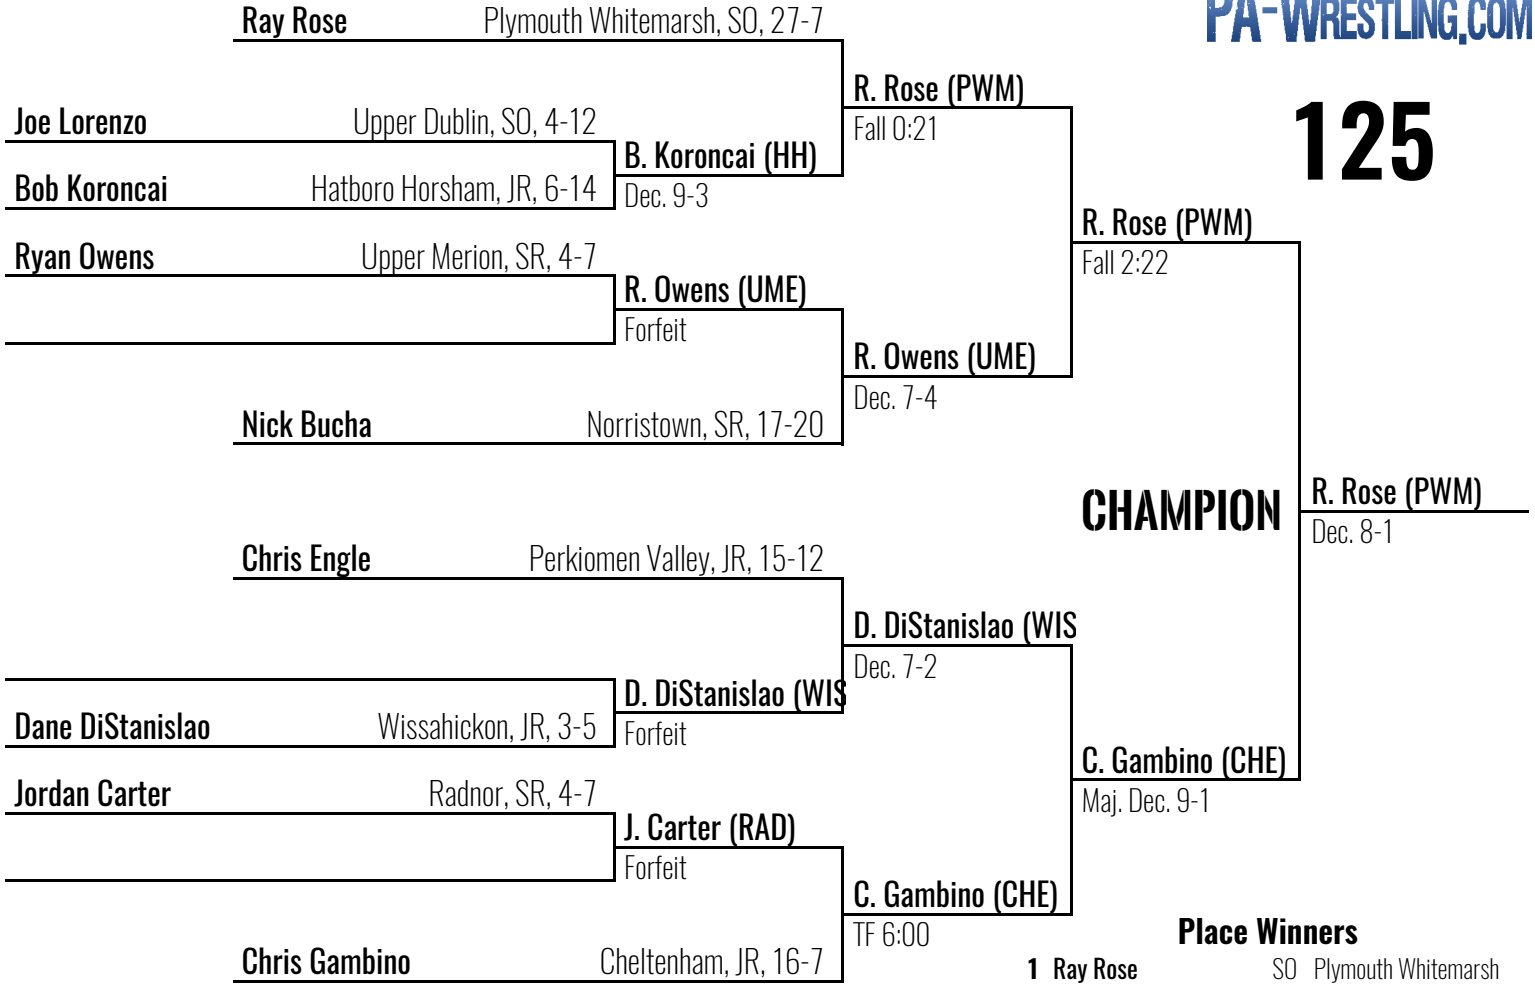 PA-WRESTLING.COM
125
Ray Rose Plymouth Whitemarsh, SO, 27-7
R. Rose (PWM)
Fall 0:21
Joe Lorenzo Upper Dublin, SO, 4-12
B. Koroncai (HH)
Dec. 9-3
Bob Koroncai Hatboro Horsham, JR, 6-14
R. Rose (PWM)
Fall 2:22
Ryan Owens Upper Merion, SR, 4-7
R. Owens (UME)
Forfeit
R. Owens (UME)
Dec. 7-4
Nick Bucha Norristown, SR, 17-20
CHAMPION
R. Rose (PWM)
Dec. 8-1
Chris Engle Perkiomen Valley, JR, 15-12
D. DiStanislao (WIS
Dec. 7-2
D. DiStanislao (WIS
Forfeit
Dane DiStanislao Wissahickon, JR, 3-5
C. Gambino (CHE)
Maj. Dec. 9-1
Jordan Carter Radnor, SR, 4-7
J. Carter (RAD)
Forfeit
C. Gambino (CHE)
TF 6:00
Chris Gambino Cheltenham, JR, 16-7
Place Winners
1 Ray Rose SO Plymouth Whitemarsh